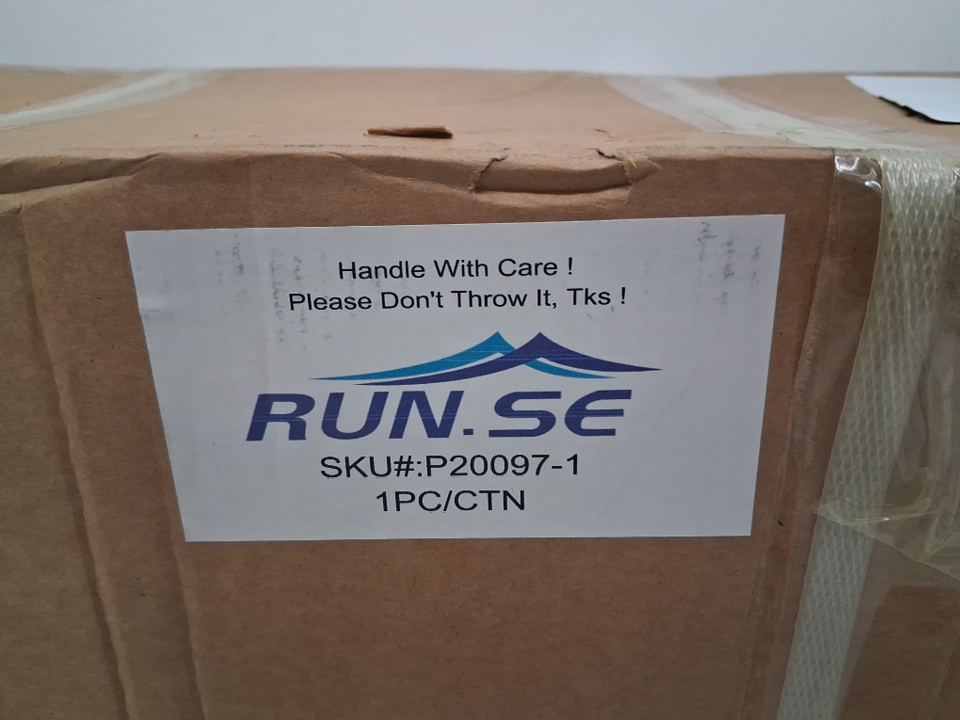 Handle With Care !
Please Don't Throw It, Tks !
RUN.SE
SKU#:P20097-1
1PC/CTN